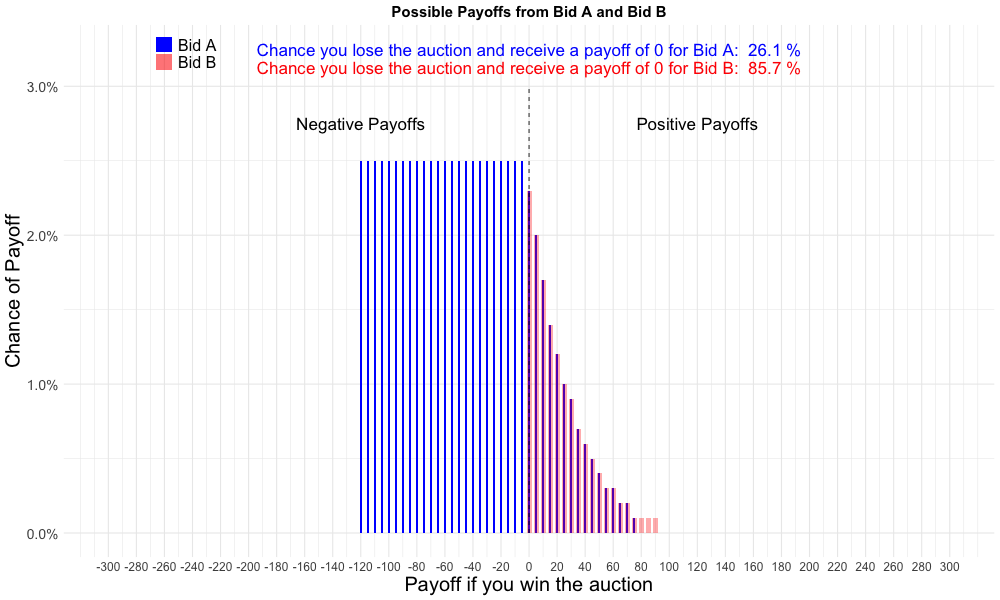 Possible Payoffs from Bid A and Bid B
Bid A
Bid B
Chance you lose the auction and receive a payoff of 0 for Bid A: 26.1 %
Chance you lose the auction and receive a payoff of 0 for Bid B: 85.7 %
Negative Payoffs
Positive Payoffs
Chance of Payoff
3.0%
2.0%
1.0%
0.0%
-300 -280 -260 -240 -220 -200 -180 -160 -140 -120 -100 -80 -60 -40 -20 0 20 40 60 80 100 120 140 160 180 200 220 240 260 280 300
Payoff if you win the auction